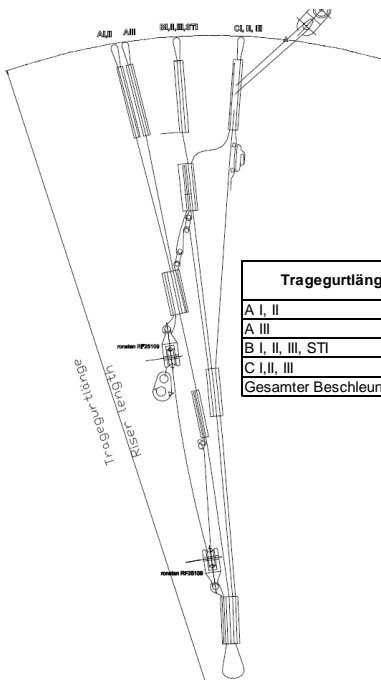 AI,II
AIII
BI,II,III,STI
CI, II, III
Tragegurtläng
A I, II
A III
B I, II, III, STI
C I,II, III
Gesamter Beschleun
ronstan RF25109
Tragegurtlänge
Riser length
ronstan RF25109